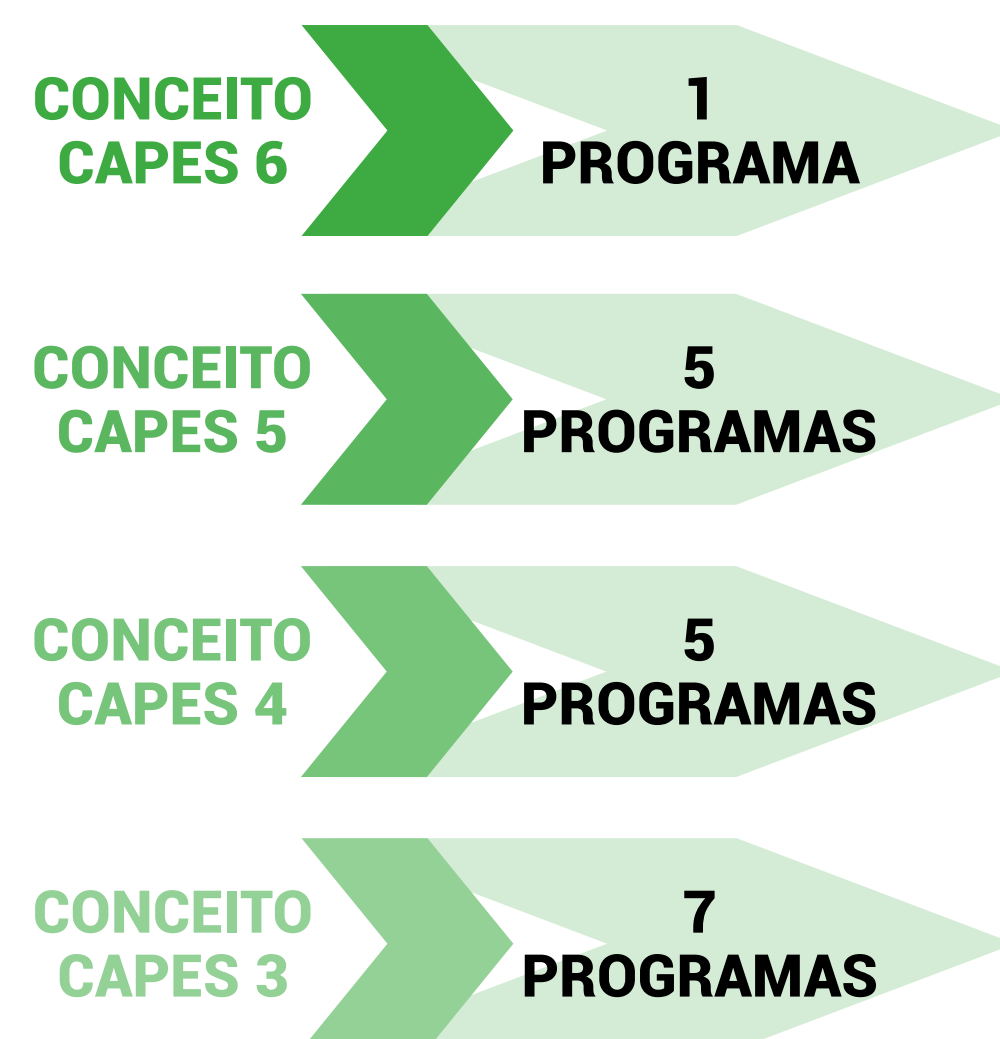 CONCEITO
CAPES 6
1
PROGRAMA
CONCEITO
CAPES 5
5
PROGRAMAS
CONCEITO
CAPES 4
5
PROGRAMAS
CONCEITO
CAPES 3
7
PROGRAMAS